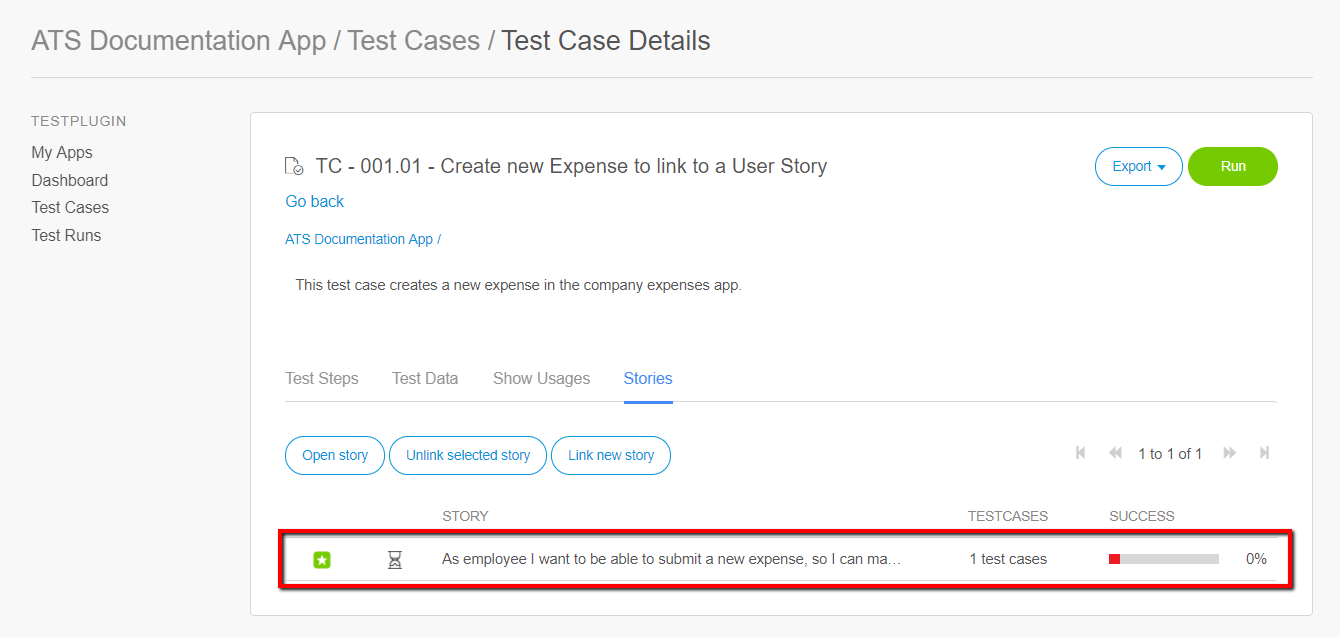 ATS Documentation App / Test Cases / Test Case Details
TESTPLUGIN
My Apps
Dashboard
Test Cases
Test Runs
TC - 001.01 - Create new Expense to link to a User Story
Export
Run
Go back
ATS Documentation App /
This test case creates a new expense in the company expenses app.
Test Steps
Test Data
Show Usages
Stories
Open story
Unlink selected story
Link new story
1 to 1 of 1
STORY
TESTCASES
SUCCESS
As employee I want to be able to submit a new expense, so I can ma…
1 test cases
0%